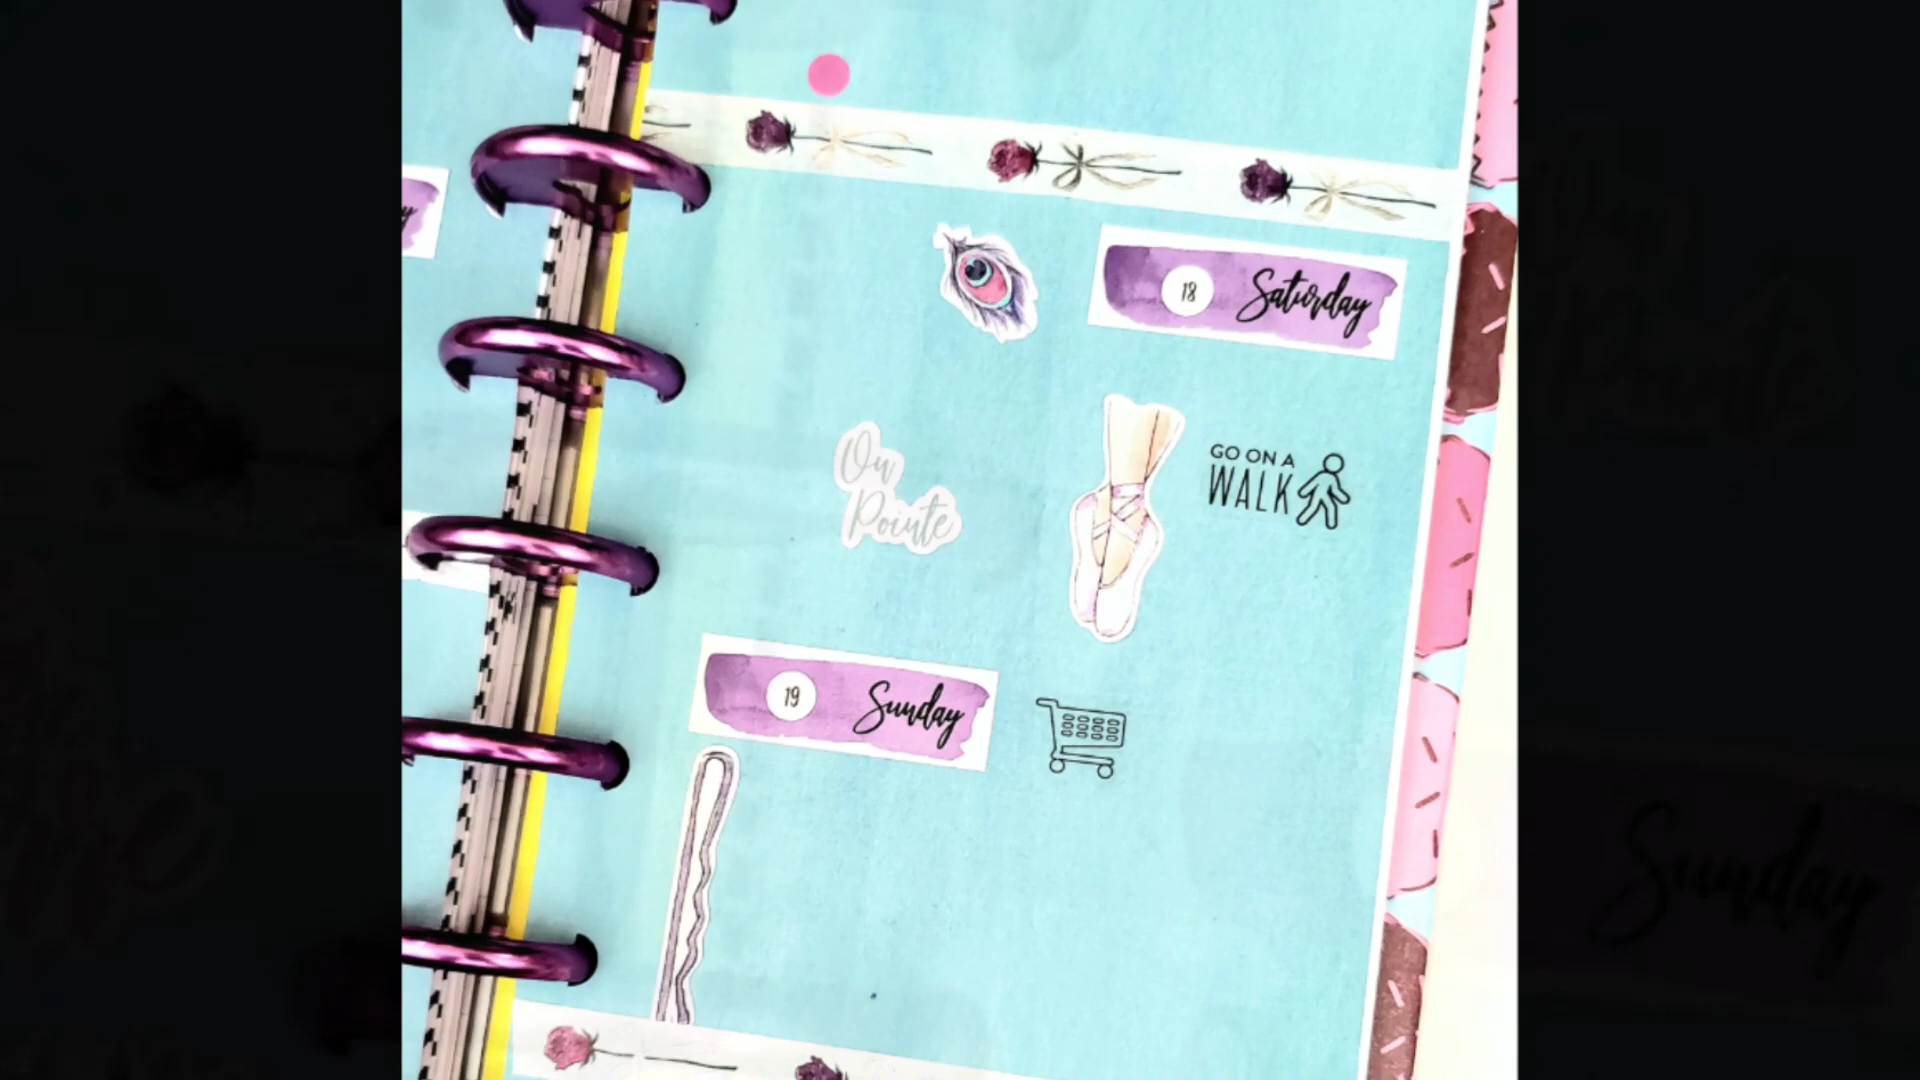 y
18 Saturday
On
Pointe
GO ON A
WALK
19 Sunday